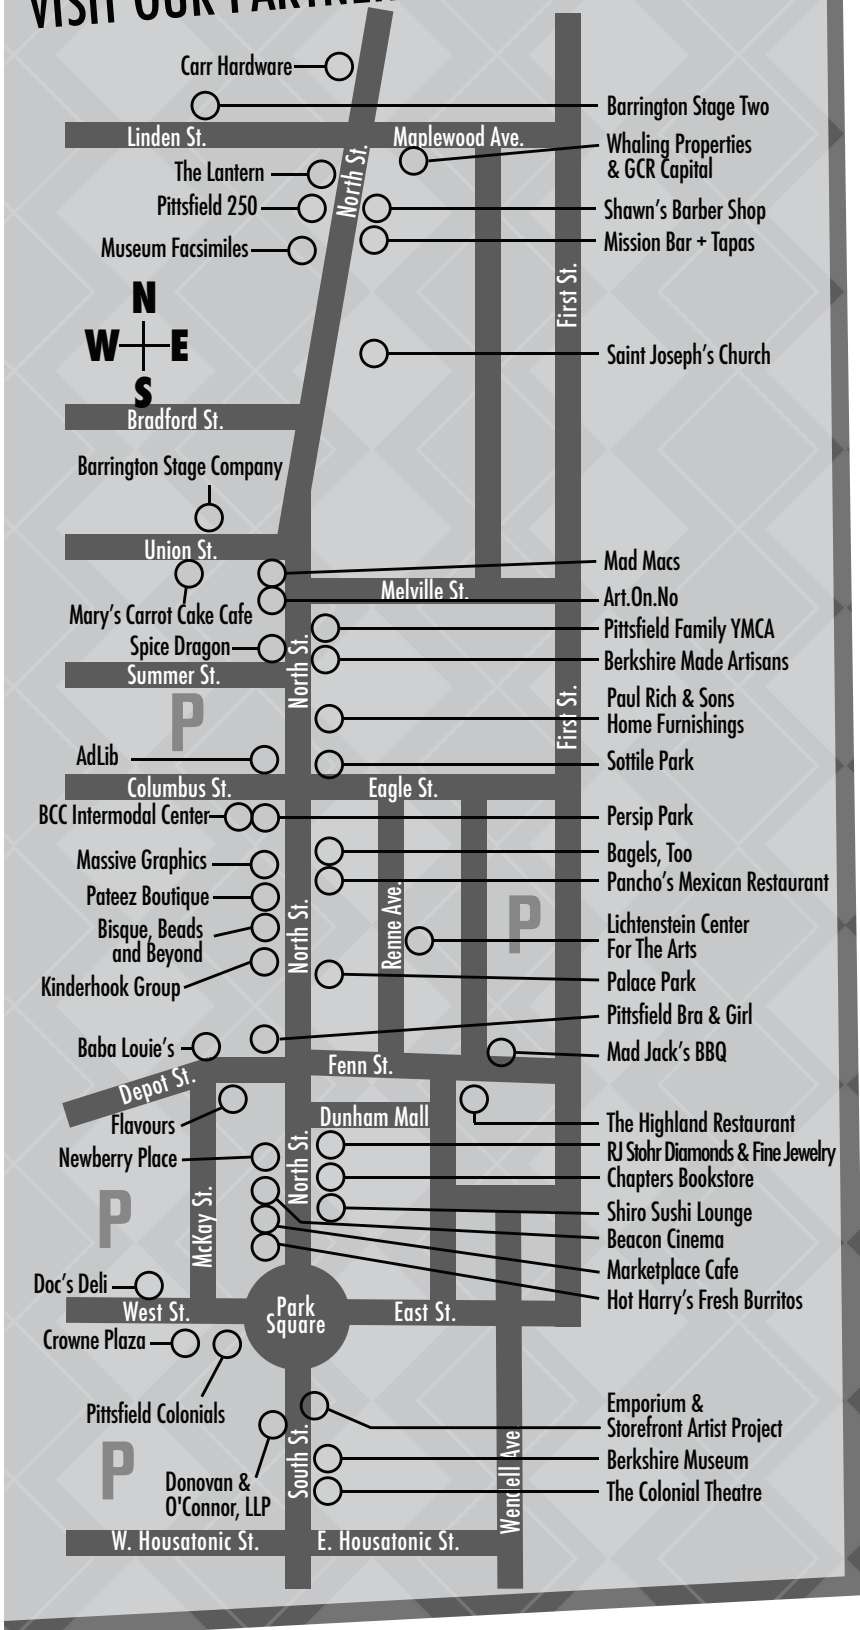 VISIT OUR PARTNER
Carr Hardware
Barrington Stage Two
Linden St.
Maplewood Ave.
Whaling Properties
& GCR Capital
The Lantern
North St.
Pittsfield 250
Shawn's Barber Shop
Museum Facsimiles
Mission Bar + Tapas
First St.
N
W E
S
Saint Joseph's Church
Bradford St.
Barrington Stage Company
Union St.
Mad Macs
Melville St.
Art.On.No
Mary's Carrot Cake Cafe
Pittsfield Family YMCA
Spice Dragon
Berkshire Made Artisans
North St.
Summer St.
First St.
Paul Rich & Sons
Home Furnishings
P
AdLib
Sottile Park
Columbus St.
Eagle St.
BCC Intermodal Center
Persip Park
Massive Graphics
Bagels, Too
Pateez Boutique
Pancho's Mexican Restaurant
Bisque, Beads
and Beyond
North St.
Renne Ave.
P
Lichtenstein Center
For The Arts
Kinderhook Group
Palace Park
Pittsfield Bra & Girl
Baba Louie's
Mad Jack's BBQ
Depot St.
Fenn St.
Flavours
Dunham Mall
The Highland Restaurant
Newberry Place
North St.
RJ Stohr Diamonds & Fine Jewelry
Chapters Bookstore
P
McKay St.
Shiro Sushi Lounge
Beacon Cinema
Marketplace Cafe
Doc's Deli
Hot Harry's Fresh Burritos
West St.
Park
Square
East St.
Crowne Plaza
Pittsfield Colonials
Emporium &
Storefront Artist Project
P
South St.
Wendell Ave.
Berkshire Museum
Donovan &
O'Connor, LLP
The Colonial Theatre
W. Housatonic St.
E. Housatonic St.